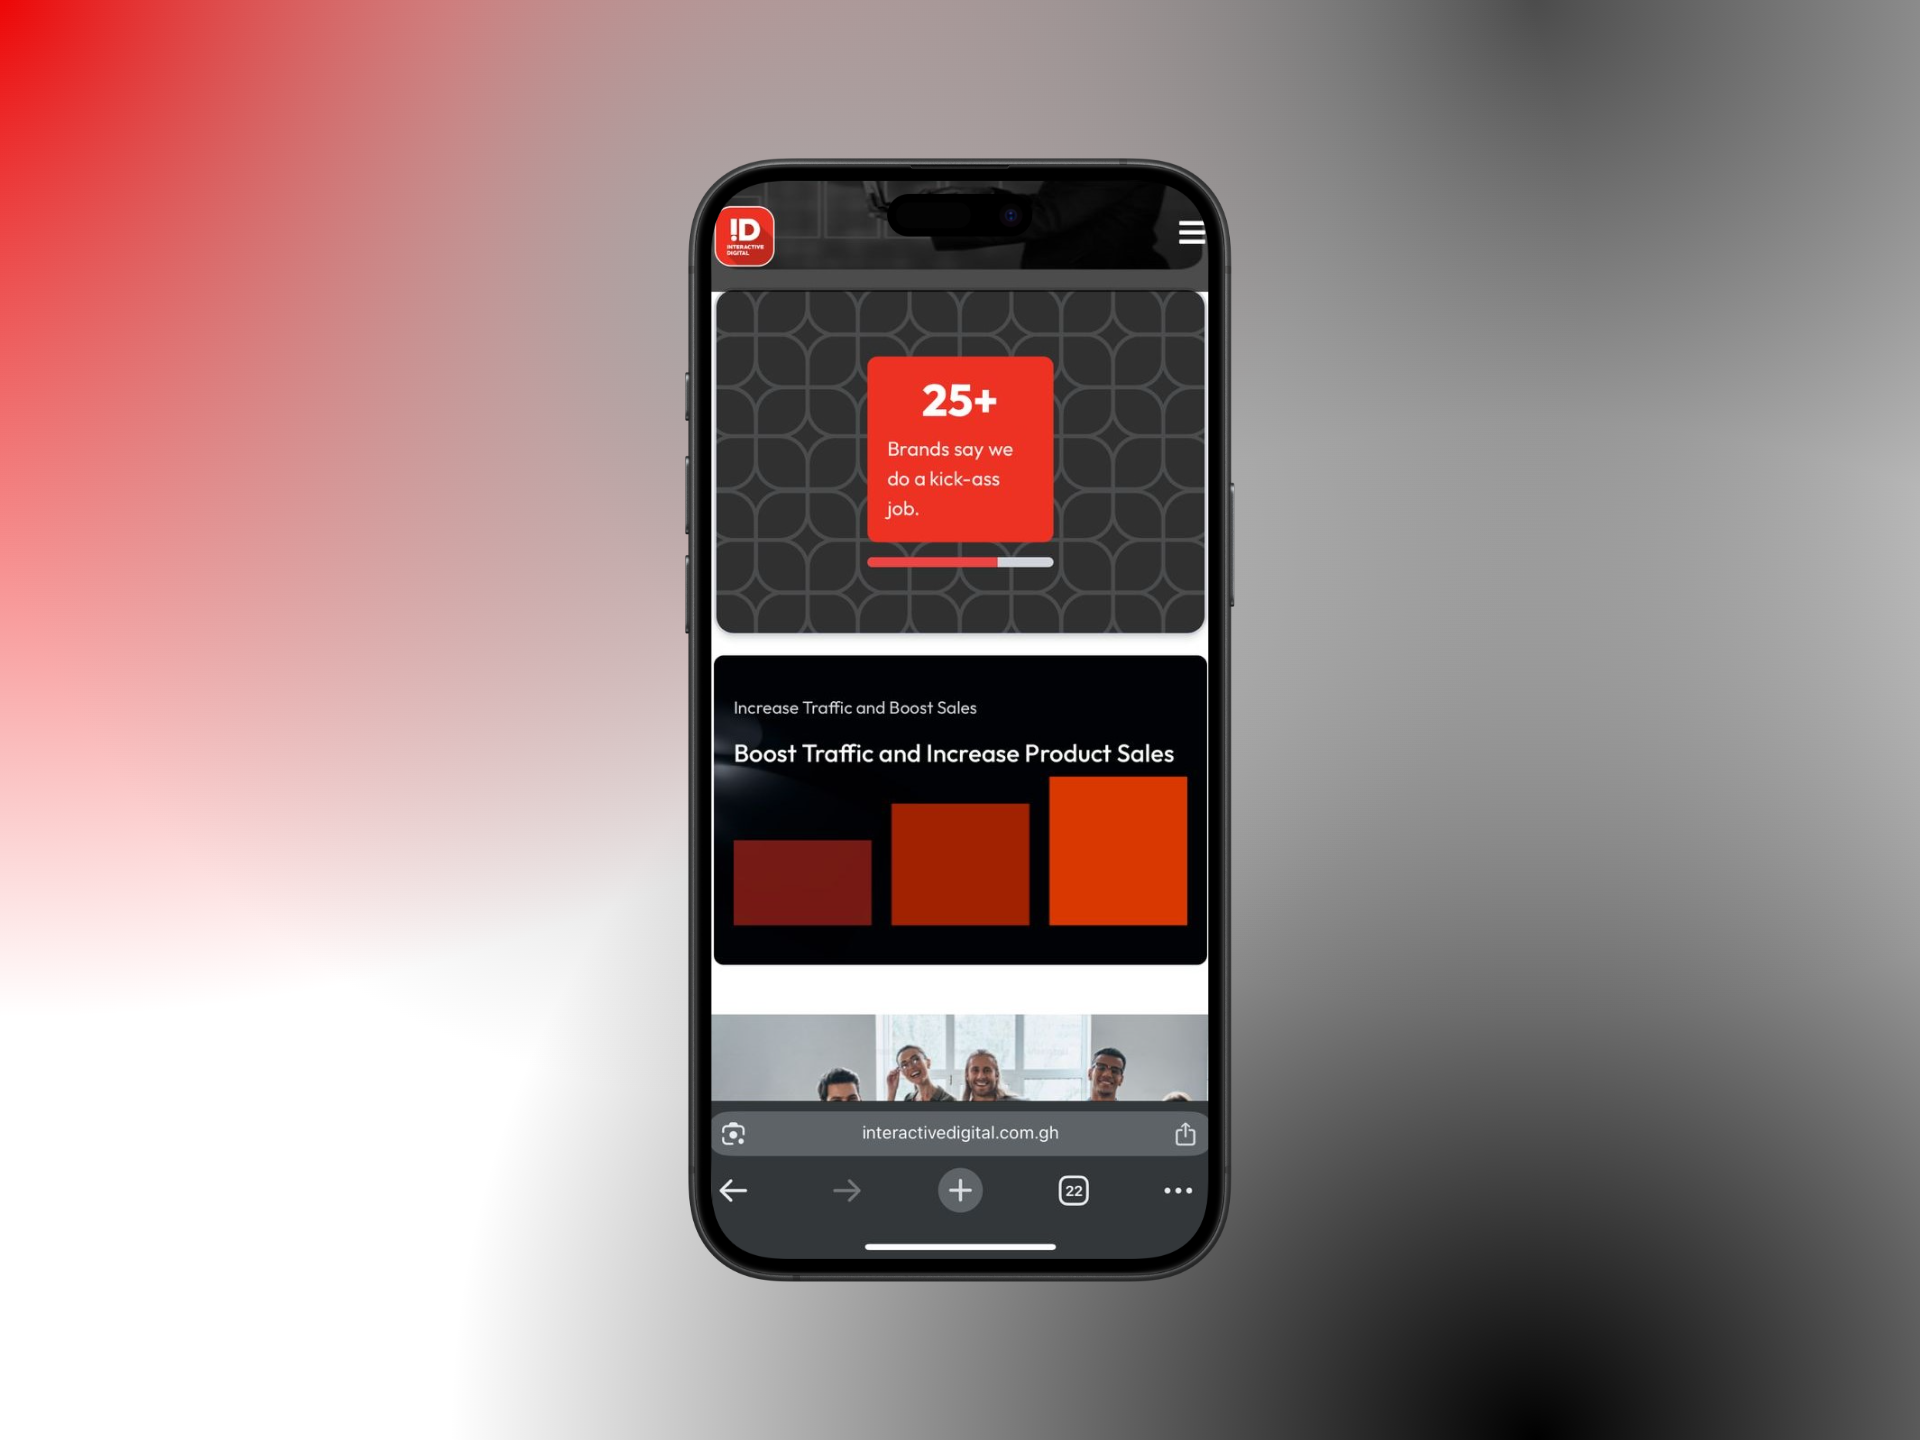 !D
INTERACTIVE
DIGITAL
25+
Brands say we
do a kick-ass
job.
Increase Traffic and Boost Sales
Boost Traffic and Increase Product Sales
interactivedigital.com.gh
22